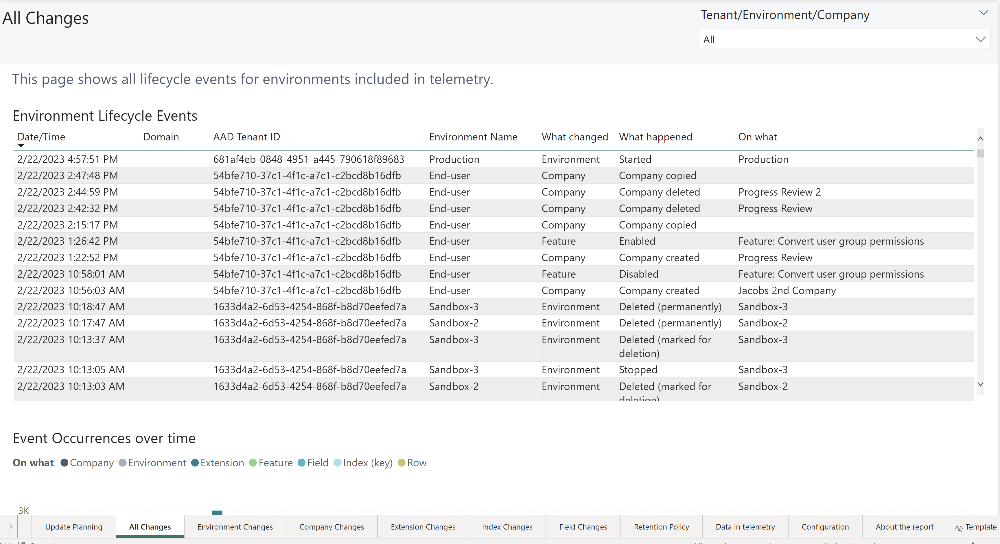 All Changes
Tenant/Environment/Company
All
This page shows all lifecycle events for environments included in telemetry.
Environment Lifecycle Events
Date/Time Domain AAD Tenant ID Environment Name What changed What happened On what
2/22/2023 4:57:51 PM 681af4eb-0848-4951-a445-790618f89683 Production Environment Started Production
2/22/2023 2:47:48 PM 54bfe710-37c1-4f1c-a7c1-c2bcd8b16dfb End-user Company Company copied
2/22/2023 2:44:59 PM 54bfe710-37c1-4f1c-a7c1-c2bcd8b16dfb End-user Company Company deleted Progress Review 2
2/22/2023 2:42:32 PM 54bfe710-37c1-4f1c-a7c1-c2bcd8b16dfb End-user Company Company deleted Progress Review
2/22/2023 2:15:17 PM 54bfe710-37c1-4f1c-a7c1-c2bcd8b16dfb End-user Company Company copied
2/22/2023 1:26:42 PM 54bfe710-37c1-4f1c-a7c1-c2bcd8b16dfb End-user Feature Enabled Feature: Convert user group permissions
2/22/2023 1:22:52 PM 54bfe710-37c1-4f1c-a7c1-c2bcd8b16dfb End-user Company Company created Progress Review
2/22/2023 10:58:01 AM 54bfe710-37c1-4f1c-a7c1-c2bcd8b16dfb End-user Feature Disabled Feature: Convert user group permissions
2/22/2023 10:56:03 AM 54bfe710-37c1-4f1c-a7c1-c2bcd8b16dfb End-user Company Company created Jacobs 2nd Company
2/22/2023 10:18:47 AM 1633d4a2-6d53-4254-868f-b8d70eefed7a Sandbox-3 Environment Deleted (permanently) Sandbox-3
2/22/2023 10:17:47 AM 1633d4a2-6d53-4254-868f-b8d70eefed7a Sandbox-2 Environment Deleted (permanently) Sandbox-2
2/22/2023 10:13:37 AM 1633d4a2-6d53-4254-868f-b8d70eefed7a Sandbox-3 Environment Deleted (marked for Sandbox-3
deletion)
2/22/2023 10:13:05 AM 1633d4a2-6d53-4254-868f-b8d70eefed7a Sandbox-3 Environment Stopped Sandbox-3
2/22/2023 10:13:03 AM 1633d4a2-6d53-4254-868f-b8d70eefed7a Sandbox-2 Environment Deleted (marked for Sandbox-2
deletion)
Event Occurrences over time
On what Company Environment Extension Feature Field Index (key) Row
3K
Update Planning All Changes Environment Changes Company Changes Extension Changes Index Changes Field Changes Retention Policy Data in telemetry Configuration About the report Template